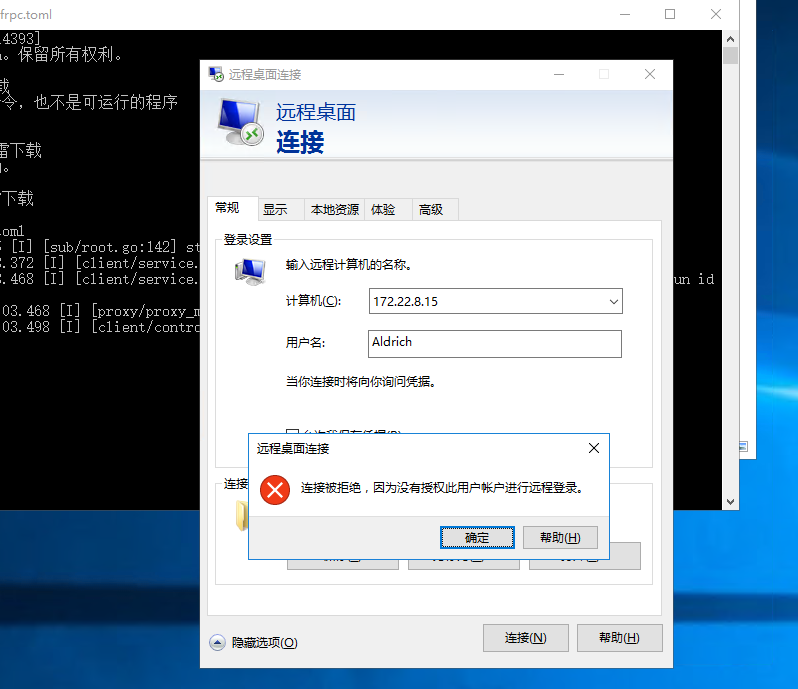 frpc.toml
14393]
。保留所有权利。
载
令，也不是可运行的程序
雷下载
下载
oml
[I] [sub/root.go:142] st
.372 [I] [client/service.
.468 [I] [client/service.
un id
03.468 [I] [proxy/proxy_m
03.498 [I] [client/contro
远程桌面连接
远程桌面
连接
常规 显示 本地资源 体验 高级
登录设置
输入远程计算机的名称。
计算机(C): 172.22.8.15
用户名: Aldrich
当你连接时将向你询问凭据。
远程桌面连接
连接
连接被拒绝，因为没有授权此用户帐户进行远程登录。
确定 帮助(H)
隐藏选项(O) 连接(N) 帮助(H)